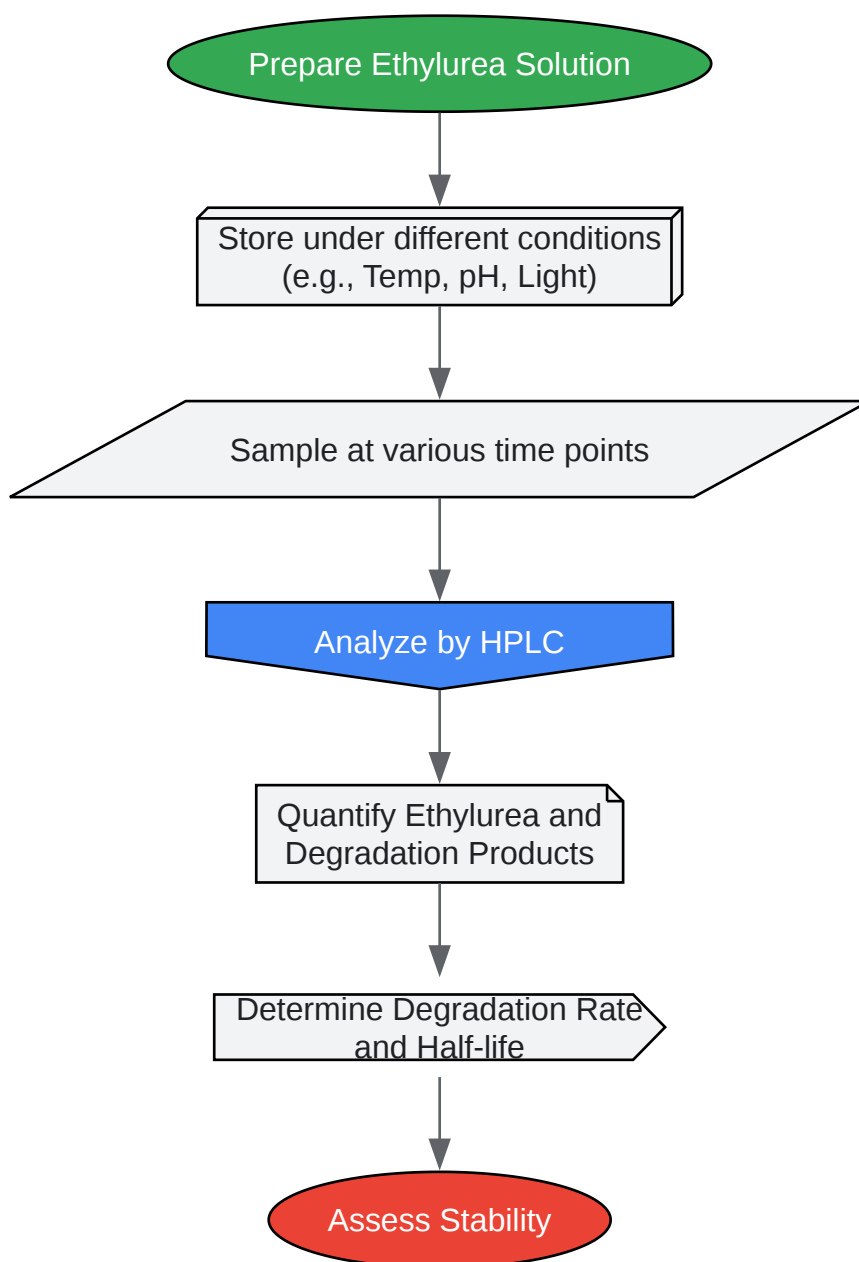 Prepare Ethylurea Solution
Store under different conditions
(e.g., Temp, pH, Light)
Sample at various time points
Analyze by HPLC
Quantify Ethylurea and
Degradation Products
Determine Degradation Rate
and Half-life
Assess Stability